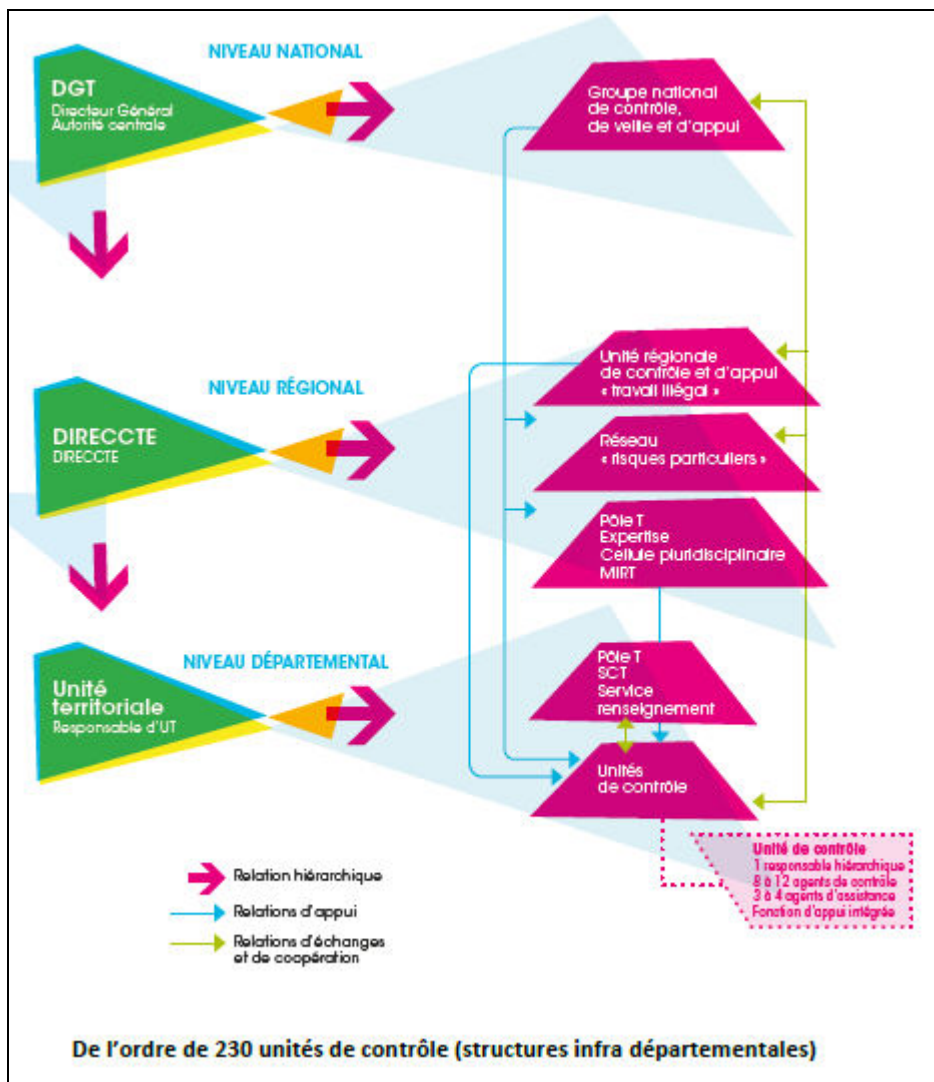 NIVEAU NATIONAL
DGT
Directeur Général
Autorité centrale
Groupe national
de contrôle,
de veille et d'appui
NIVEAU RÉGIONAL
DIRECCTE
DIRECCTE
Unité régionale
de contrôle et d'appui
« travail illégal »
Réseau
« risques particuliers »
Pôle T
Expertise
Cellule pluridisciplinaire
MIRT
NIVEAU DÉPARTEMENTAL
Unité
territoriale
Responsable d'UT
Pôle T
SCT
Service
renseignement
Unités
de contrôle
Unité de contrôle
1 responsable hiérarchique
8 à 12 agents de contrôle
3 à 4 agents d'assistance
Fonction d'appui intégrée
Relation hiérarchique
Relations d'appui
Relations d'échanges
et de coopération
De l'ordre de 230 unités de contrôle (structures infra départementales)